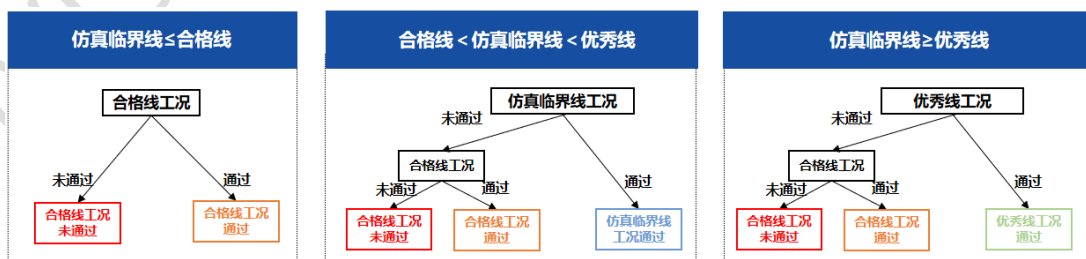 仿真临界线≤合格线
合格线工况
未通过
通过
合格线工况
未通过
合格线工况
通过
合格线＜仿真临界线＜优秀线
仿真临界线工况
未通过
合格线工况
未通过
通过
通过
合格线工况
未通过
合格线工况
通过
仿真临界线
工况通过
仿真临界线≥优秀线
优秀线工况
未通过
合格线工况
未通过
通过
通过
合格线工况
未通过
合格线工况
通过
优秀线工况
通过